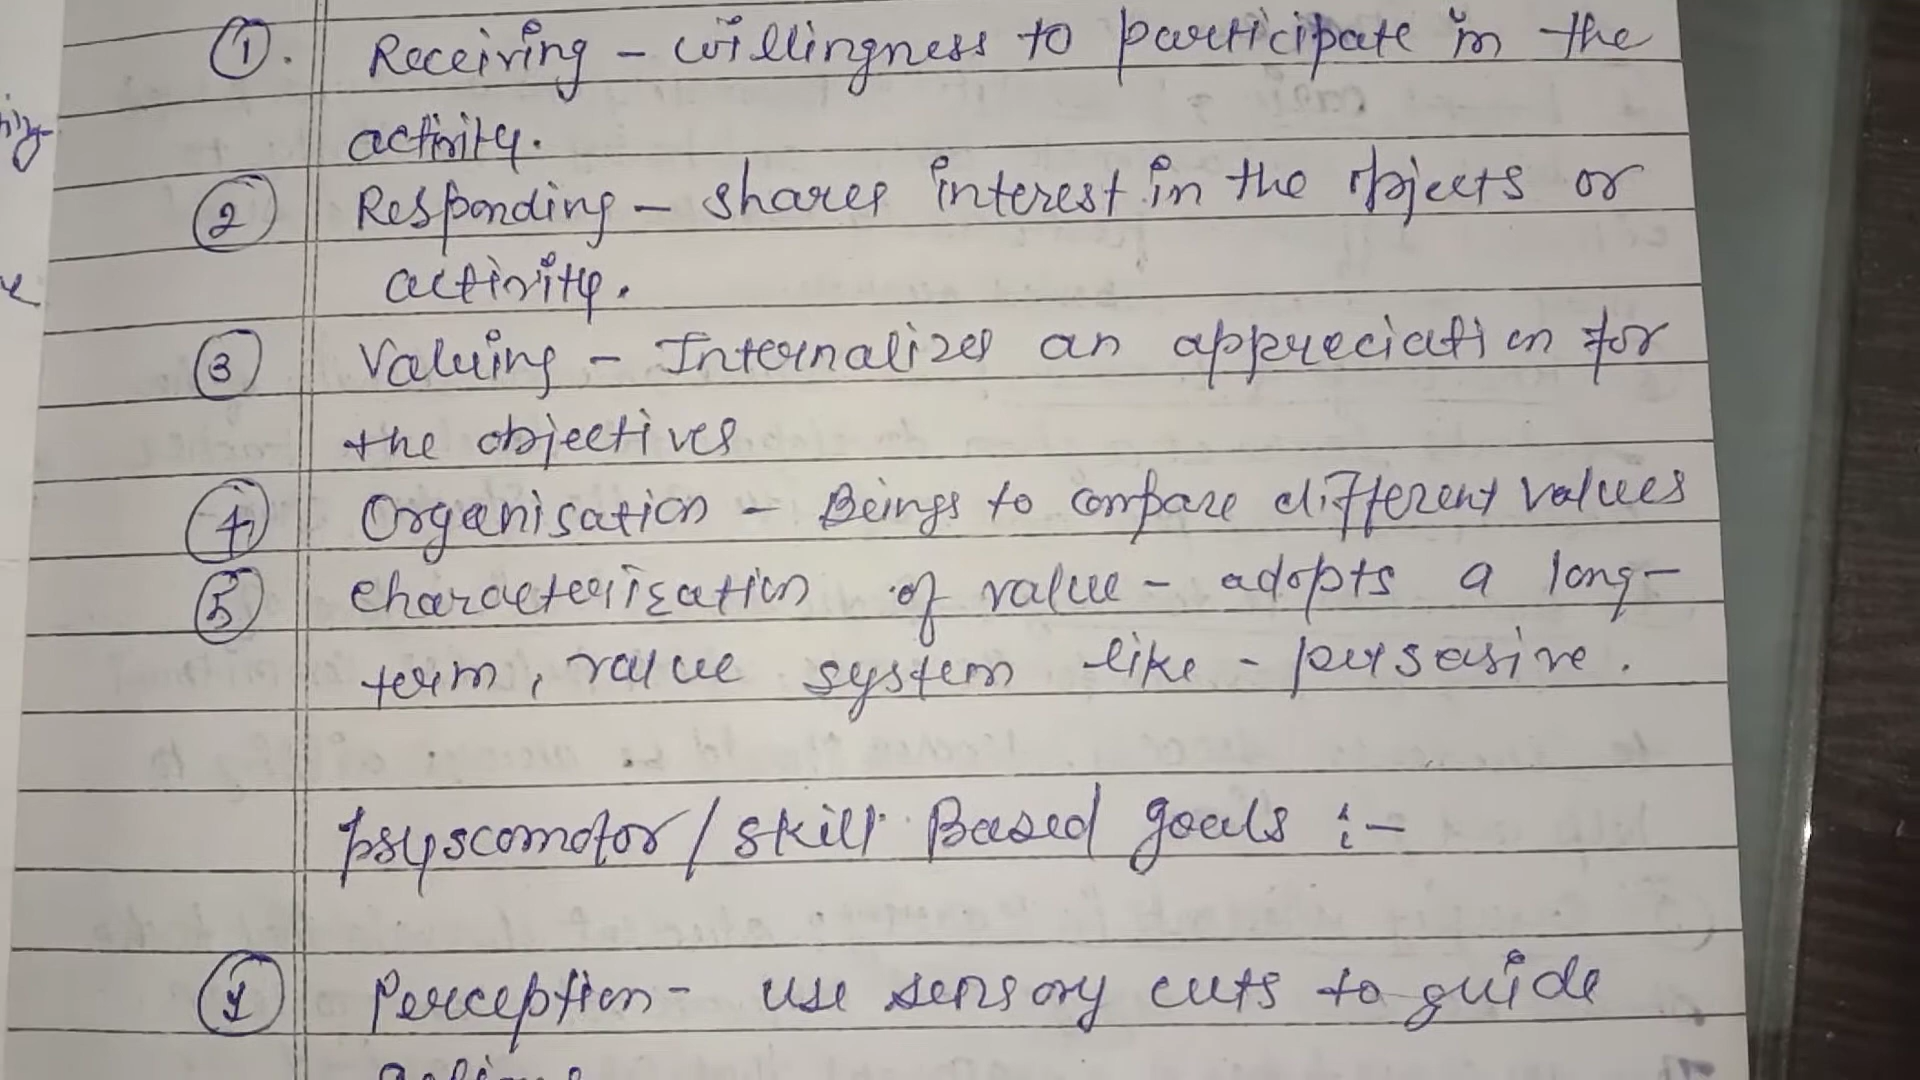 ①. Receiving - willingness to participate in the
activity.
② Responding - shares interest in the objects or
activity.
③ Valuing - Internalizes an appreciation for
the objectives
④ Organisation - Beings to compare different values
⑤ characterization of value - adopts a long-
term, value system like - persasive.
psyscomotor / skill Based goals :-
① Perception - use sensory cuts to guide